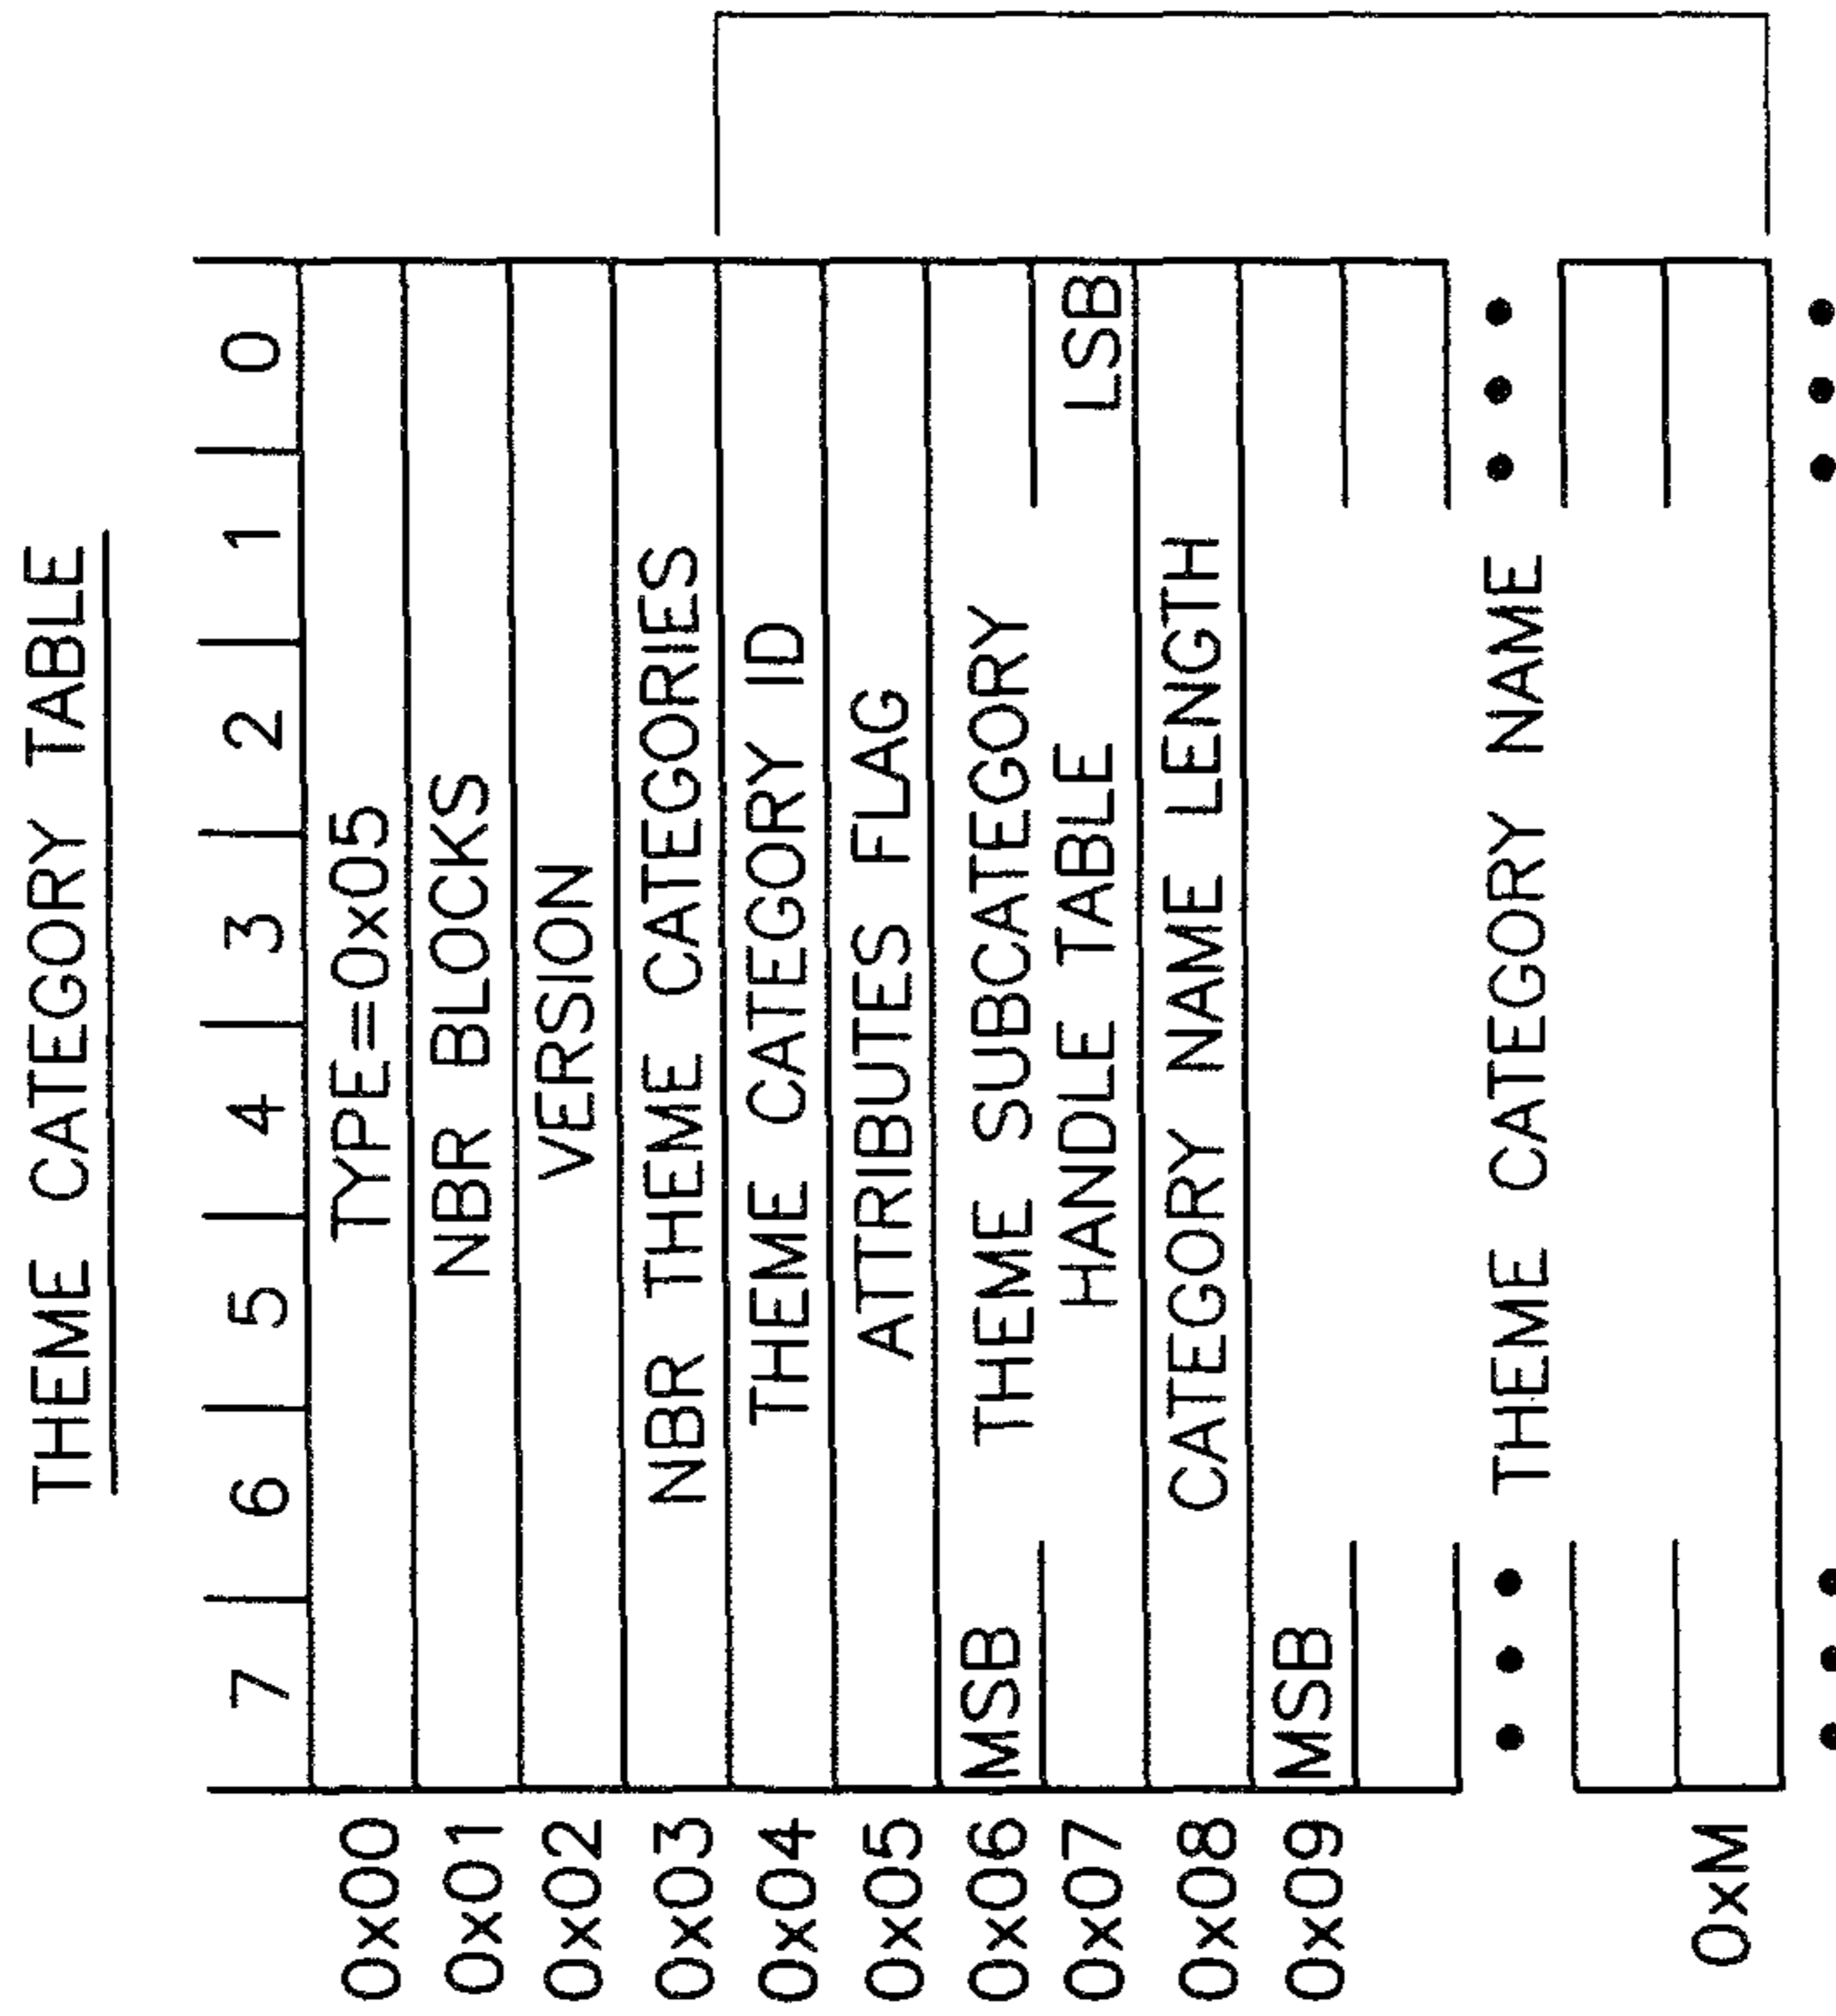 THEME CATEGORY TABLE
7 6 5 4 3 2 1 0
0x00 TYPE=0x05
0x01 NBR BLOCKS
0x02 VERSION
0x03 NBR THEME CATEGORIES
0x04 THEME CATEGORY ID
0x05 ATTRIBUTES FLAG
0x06 MSB THEME SUBCATEGORY
0x07 HANDLE TABLE LSB
0x08 CATEGORY NAME LENGTH
0x09 MSB
THEME CATEGORY NAME
0xM